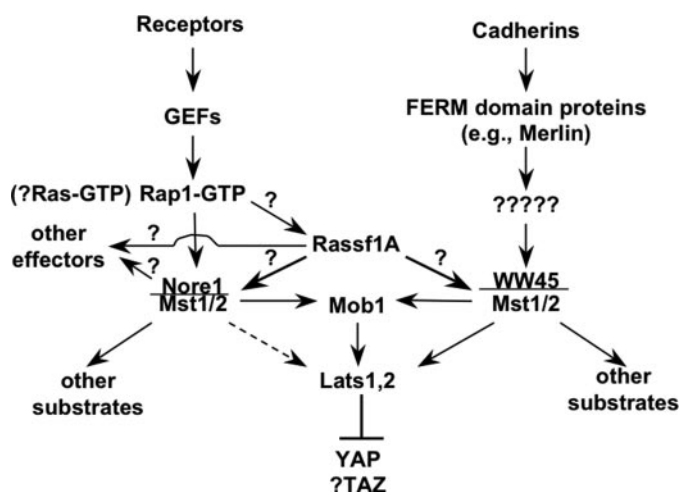 Receptors
Cadherins
GEFs
FERM domain proteins
(e.g., Merlin)
(?Ras-GTP) Rap1-GTP
?
?????
other
effectors
?
?
Rassf1A
?
?
Nore1
Mst1/2
Mob1
WW45
Mst1/2
other
substrates
Lats1,2
other
substrates
YAP
?TAZ